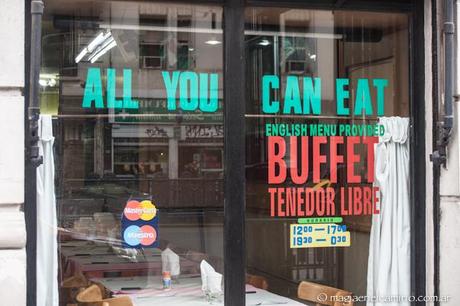 ALL YOU CAN EAT
ENGLISH MENU PROVIDED
BUFFET
TENEDOR LIBRE
HORARIO
12:00 - 17:00
19:30 - 0:30
MasterCard
Maestro
© magiaenelcamino.com.ar